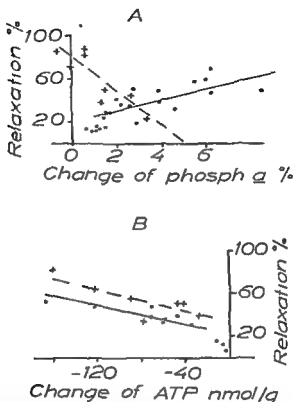 A
100
60
20
Relaxation %
0 2 4 6 8
Change of phosph a %
B
100
60
20
Relaxation %
-120 -40
Change of ATP nmol/g